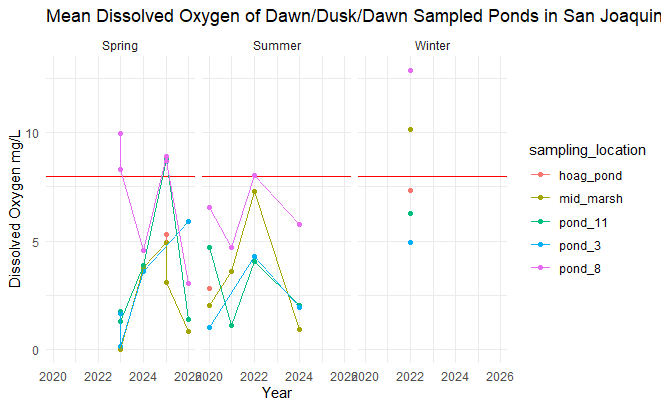 Mean Dissolved Oxygen of Dawn/Dusk/Dawn Sampled Ponds in San Joaquin
Spring
Summer
Winter
Dissolved Oxygen mg/L
10
5
0
2020 2022 2024 2026
2020 2022 2024 2026
2020 2022 2024 2026
Year
sampling_location
hoag_pond
mid_marsh
pond_11
pond_3
pond_8